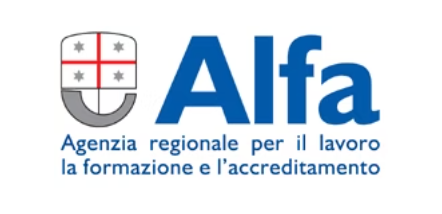 Alfa
Agenzia regionale per il lavoro
la formazione e l'accreditamento